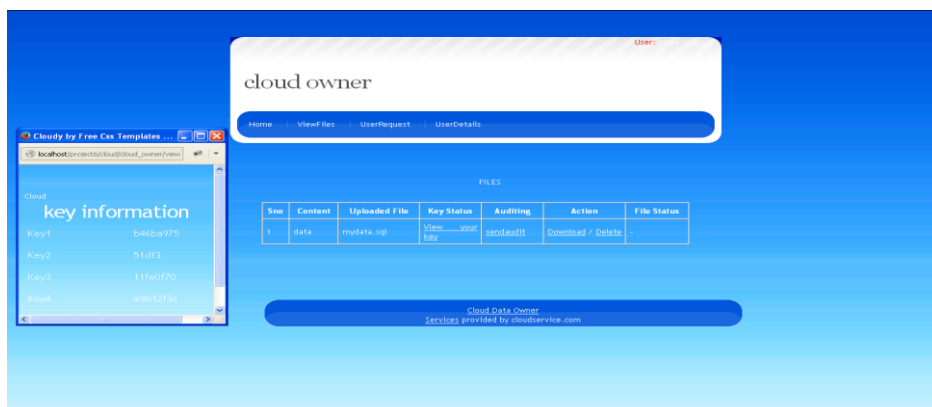 User:
cloud owner
Home ViewFiles UserRequest UserDetails
Cloudy by Free Css Templates ...
localhost/project6/cloud/cloud_owner/view
Cloud
key information
Key1 b46ba975
Key2 51df3
Key3 11fe0f70
Key4 e9b12f3c
FILES
Sno Content Uploaded File Key Status Auditing Action File Status
1 data mydata.sql View your key sendaudit Download / Delete -
Cloud Data Owner
Services provided by cloudservice.com